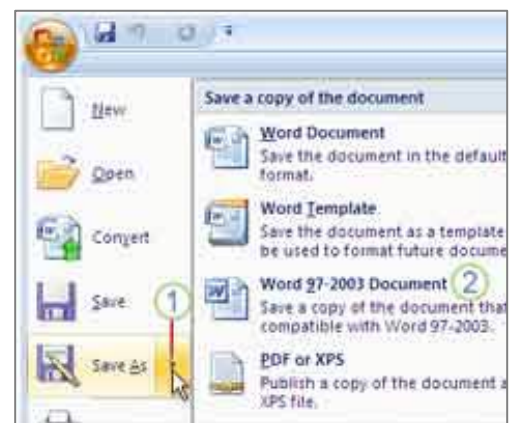 New
Open
Convert
Save
1
Save As
Save a copy of the document
Word Document
Save the document in the default
format.
Word Template
Save the document as a template
be used to format future docume
Word 97-2003 Document 2
Save a copy of the document that
compatible with Word 97-2003.
PDF or XPS
Publish a copy of the document a
XPS file.